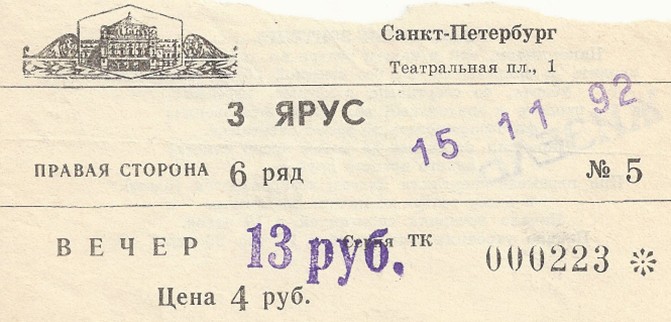 Санкт-Петербург
Театральная пл., 1
3 ЯРУС
15 11 92
ПРАВАЯ СТОРОНА 6 ряд № 5
ВЕЧЕР 13 руб. Серия ТК 000223 ※
Цена 4 руб.